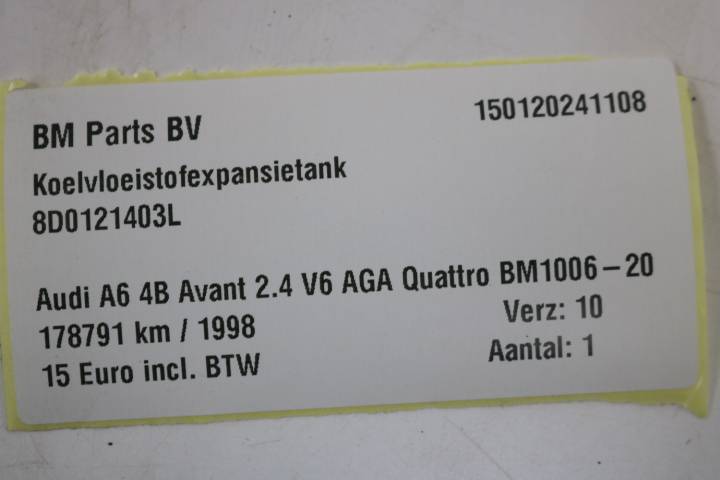 BM Parts BV 150120241108
Koelvloeistofexpansietank
8D0121403L
Audi A6 4B Avant 2.4 V6 AGA Quattro BM1006-20
178791 km / 1998 Verz: 10
15 Euro incl. BTW Aantal: 1